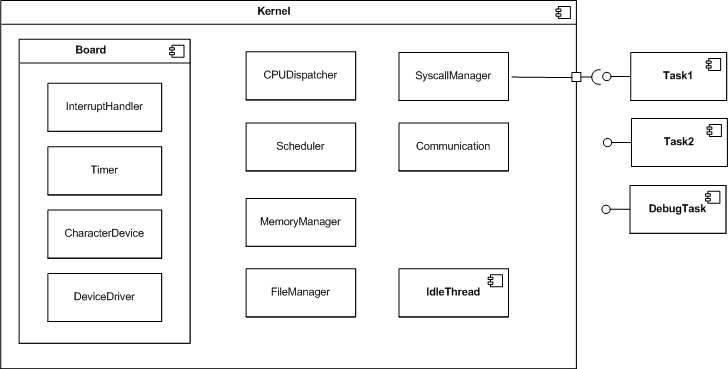 Kernel
Board
InterruptHandler
Timer
CharacterDevice
DeviceDriver
CPUDispatcher
Scheduler
MemoryManager
FileManager
SyscallManager
Communication
IdleThread
Task1
Task2
DebugTask